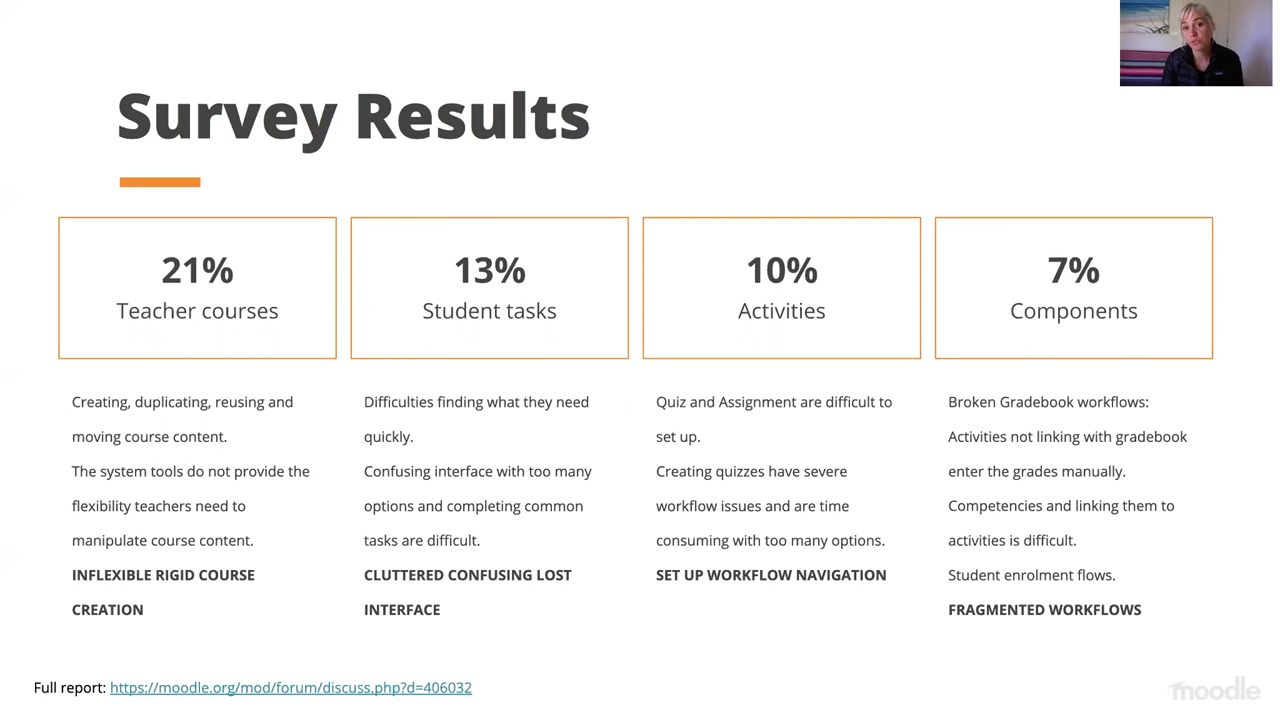 Survey Results
21%
Teacher courses
13%
Student tasks
10%
Activities
7%
Components
Creating, duplicating, reusing and
moving course content.
The system tools do not provide the
flexibility teachers need to
manipulate course content.
INFLEXIBLE RIGID COURSE
CREATION
Difficulties finding what they need
quickly.
Confusing interface with too many
options and completing common
tasks are difficult.
CLUTTERED CONFUSING LOST
INTERFACE
Quiz and Assignment are difficult to
set up.
Creating quizzes have severe
workflow issues and are time
consuming with too many options.
SET UP WORKFLOW NAVIGATION
Broken Gradebook workflows:
Activities not linking with gradebook
enter the grades manually.
Competencies and linking them to
activities is difficult.
Student enrolment flows.
FRAGMENTED WORKFLOWS
Full report: https://moodle.org/mod/forum/discuss.php?d=406032
moodle